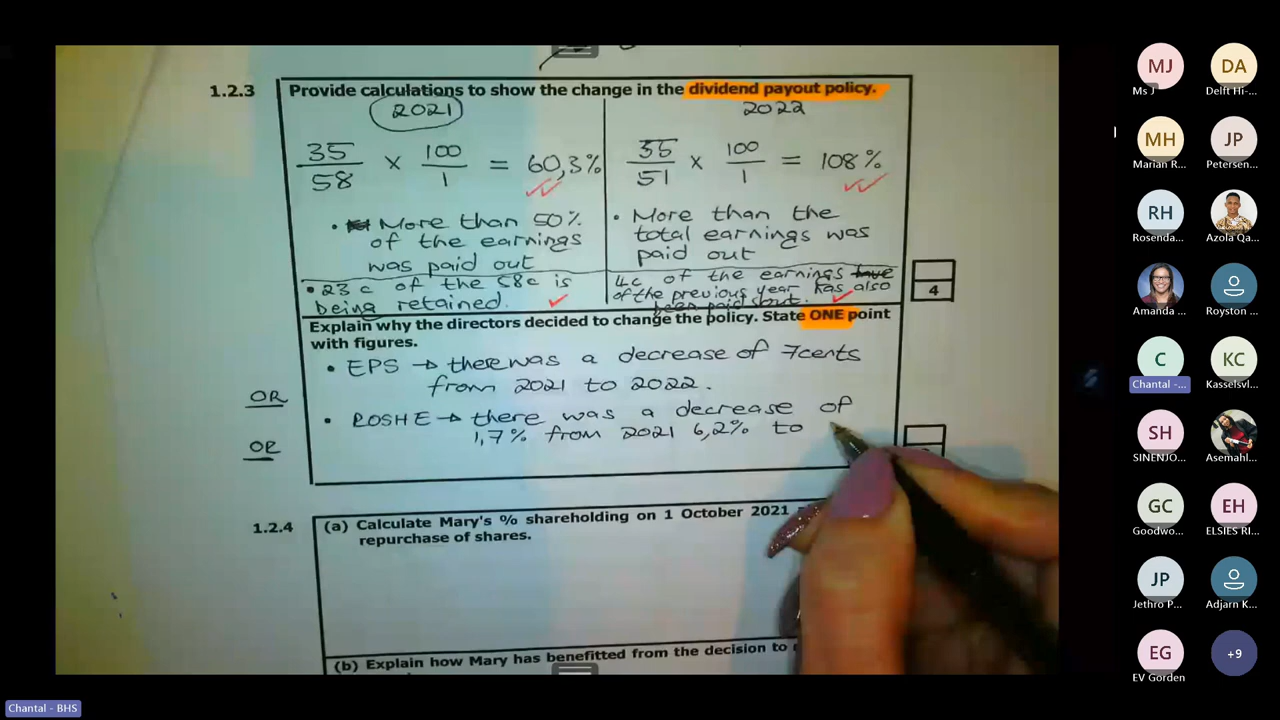 1.2.3 Provide calculations to show the change in the dividend payout policy.
2021
2022
35/58 × 100/1 = 60,3%
55/51 × 100/1 = 108%
• More than 50%
of the earnings
was paid out
• More than the
total earnings was
paid out
• 23c of the 58c is
being retained.
4c of the earnings have
of the previous year has also
been paid out.
4
Explain why the directors decided to change the policy. State ONE point
with figures.
• EPS → there was a decrease of 7cents
from 2021 to 2022.
OR
• ROSHE → there was a decrease of
1,7% from 2021 6,2% to
OR
1.2.4 (a) Calculate Mary's % shareholding on 1 October 2021
repurchase of shares.
(b) Explain how Mary has benefitted from the decision to
MJ
Ms J
DA
Delft Hi-...
MH
Marian R...
JP
Petersen...
RH
Rosenda...
Azola Qa...
Amanda ...
Royston ...
C
Chantal -...
KC
Kasselsvl...
SH
SINENJO...
Asemahl...
GC
Goodwo...
EH
ELSIES RI...
JP
Jethro P...
Adjarn K...
EG
EV Gorden
+9
Chantal - BHS